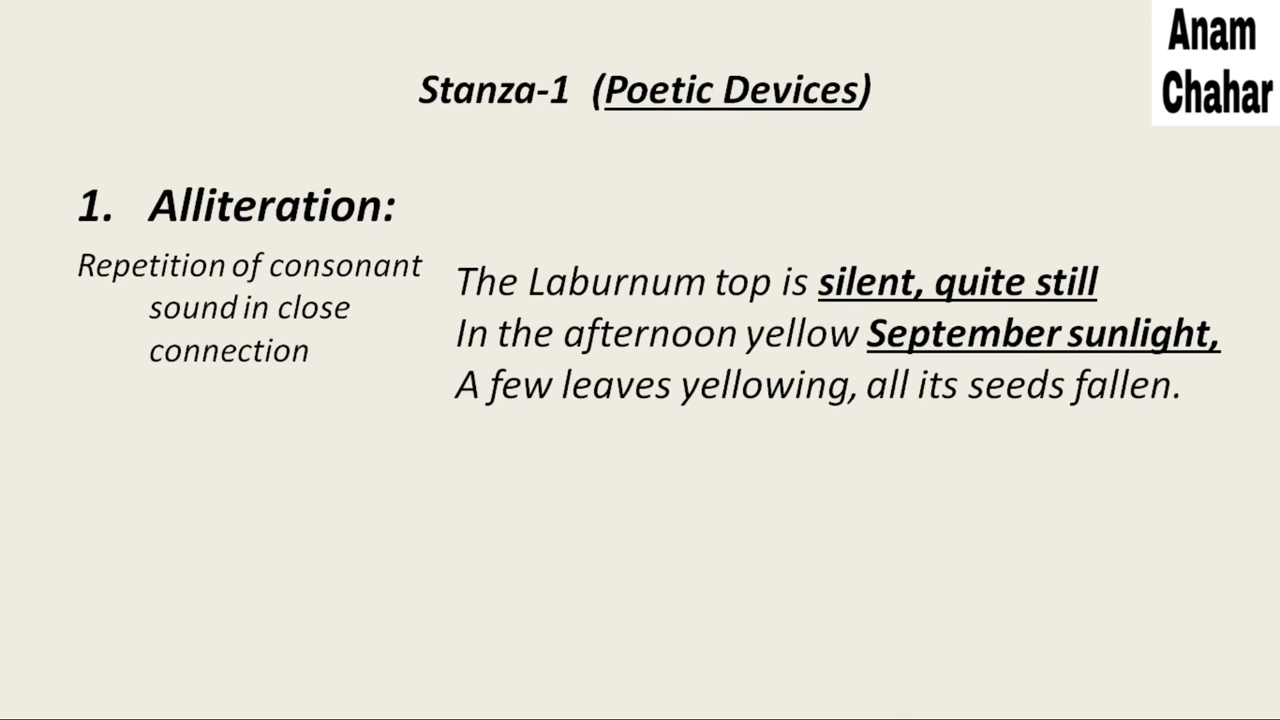 Anam
Chahar
Stanza-1 (Poetic Devices)
1. Alliteration:
Repetition of consonant
sound in close
connection
The Laburnum top is silent, quite still
In the afternoon yellow September sunlight,
A few leaves yellowing, all its seeds fallen.